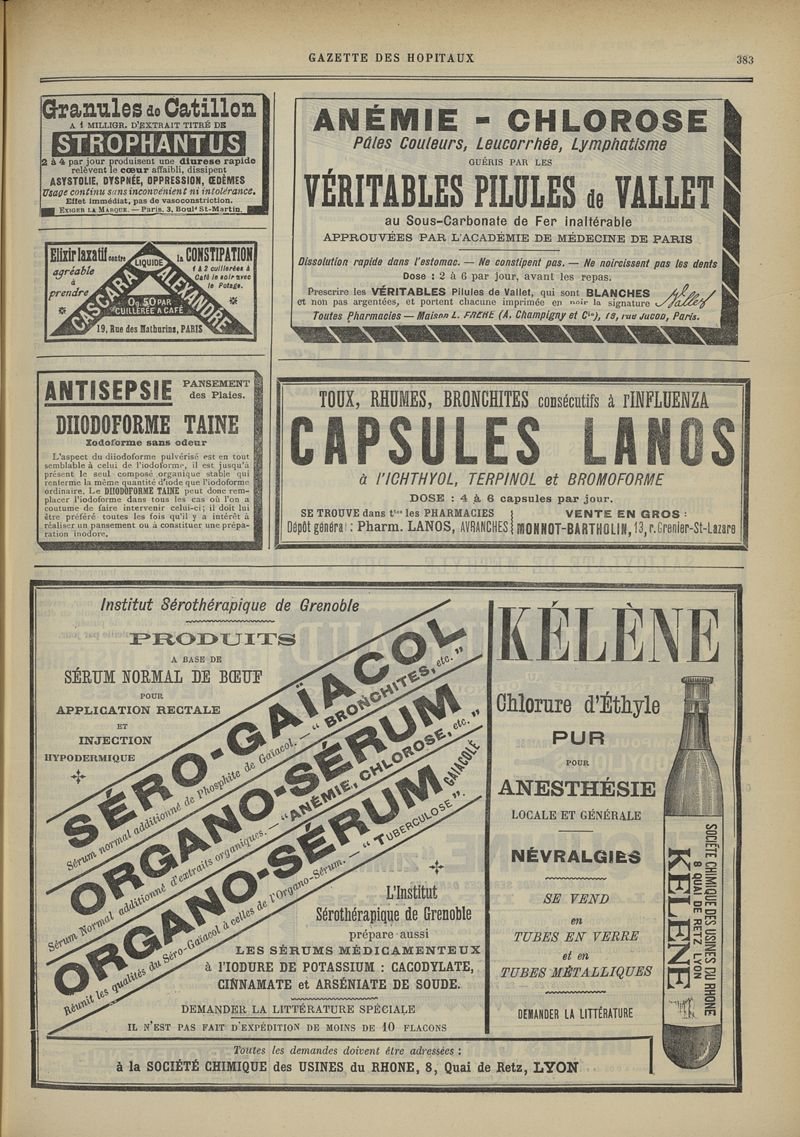 GAZETTE DES HOPITAUX
383
Granules de Catillon
A 1 MILLIGR. D'EXTRAIT TITRÉ DE
STROPHANTUS
2 à 4 par jour produisent une diurèse rapide
relèvent le cœur affaibli, dissipent
ASYSTOLIE, DYSPNÉE, OPPRESSION, ŒDÈMES
Usage continu sans inconvénient ni intolérance.
Effet immédiat, pas de vasoconstriction.
EXIGER LA MARQUE. — Paris, 3, Boulᵗ St-Martin.
Elixir laxatif contre la CONSTIPATION
agréable
à
prendre
LIQUIDE
1 à 2 cuillerées à
Café le soir avec
le Potage.
CASCARA ALEXANDRE
0g, 50 PAR
CUILLERÉE A CAFÉ
19, Rue des Mathurins, PARIS
ANTISEPSIE PANSEMENT
des Plaies.
DIIODOFORME TAINE
Iodoforme sans odeur
L'aspect du diiodoforme pulvérisé est en tout
semblable à celui de l'iodoforme, il est jusqu'à
présent le seul composé organique stable qui
renferme la même quantité d'iode que l'iodoforme
ordinaire. Le DIIODOFORME TAINE peut donc rem-
placer l'iodoforme dans tous les cas où l'on a
coutume de faire intervenir celui-ci; il doit lui
être préféré toutes les fois qu'il y a intérêt à
réaliser un pansement ou à constituer une prépa-
ration inodore.
ANÉMIE - CHLOROSE
Pâles Couleurs, Leucorrhée, Lymphatisme
GUÉRIS PAR LES
VÉRITABLES PILULES de VALLET
au Sous-Carbonate de Fer inaltérable
APPROUVÉES PAR L'ACADÉMIE DE MÉDECINE DE PARIS
Dissolution rapide dans l'estomac. — Ne constipent pas. — Ne noircissent pas les dents
Dose : 2 à 6 par jour, avant les repas.
Prescrire les VÉRITABLES Pilules de Vallet, qui sont BLANCHES
et non pas argentées, et portent chacune imprimée en noir la signature Vallet
Toutes Pharmacies — Maison L. FRERE (A. Champigny et Cⁱᵉ), 19, rue Jacob, Paris.
TOUX, RHUMES, BRONCHITES consécutifs à l'INFLUENZA
CAPSULES LANOS
à l'ICHTHYOL, TERPINOL et BROMOFORME
DOSE : 4 à 6 capsules par jour.
SE TROUVE dans tᵗᵉˢ les PHARMACIES
Dépôt général : Pharm. LANOS, AVRANCHES
VENTE EN GROS :
MONNOT-BARTHOLIN, 13, r. Grenier-St-Lazare
Institut Sérothérapique de Grenoble
PRODUITS
A BASE DE
SÉRUM NORMAL DE BŒUF
POUR
APPLICATION RECTALE
ET
INJECTION
HYPODERMIQUE
SÉRO-GAÏACOL
Sérum normal additionné de Phosphite de Gaïacol. — "BRONCHITES, etc."
ORGANO-SÉRUM
Sérum Normal additionné d'extraits organiques. — "ANÉMIE, CHLOROSE, etc."
ORGANO-SÉRUM GAIACOLÉ
Réunit les qualités du Séro-Gaïacol à celles de l'Organo-Sérum. — "TUBERCULOSE".
L'Institut
Sérothérapique de Grenoble
prépare aussi
LES SÉRUMS MÉDICAMENTEUX
à l'IODURE DE POTASSIUM : CACODYLATE,
CINNAMATE et ARSÉNIATE DE SOUDE.
DEMANDER LA LITTÉRATURE SPÉCIALE
IL N'EST PAS FAIT D'EXPÉDITION DE MOINS DE 10 FLACONS
KÉLÈNE
Chlorure d'Éthyle
PUR
POUR
ANESTHÉSIE
LOCALE ET GÉNÉRALE
NÉVRALGIES
SE VEND
en
TUBES EN VERRE
et en
TUBES MÉTALLIQUES
DEMANDER LA LITTÉRATURE
SOCIÉTÉ CHIMIQUE DES USINES DU RHONE
8 QUAI DE RETZ LYON
KELENE
Toutes les demandes doivent être adressées :
à la SOCIÉTÉ CHIMIQUE des USINES du RHONE, 8, Quai de Retz, LYON